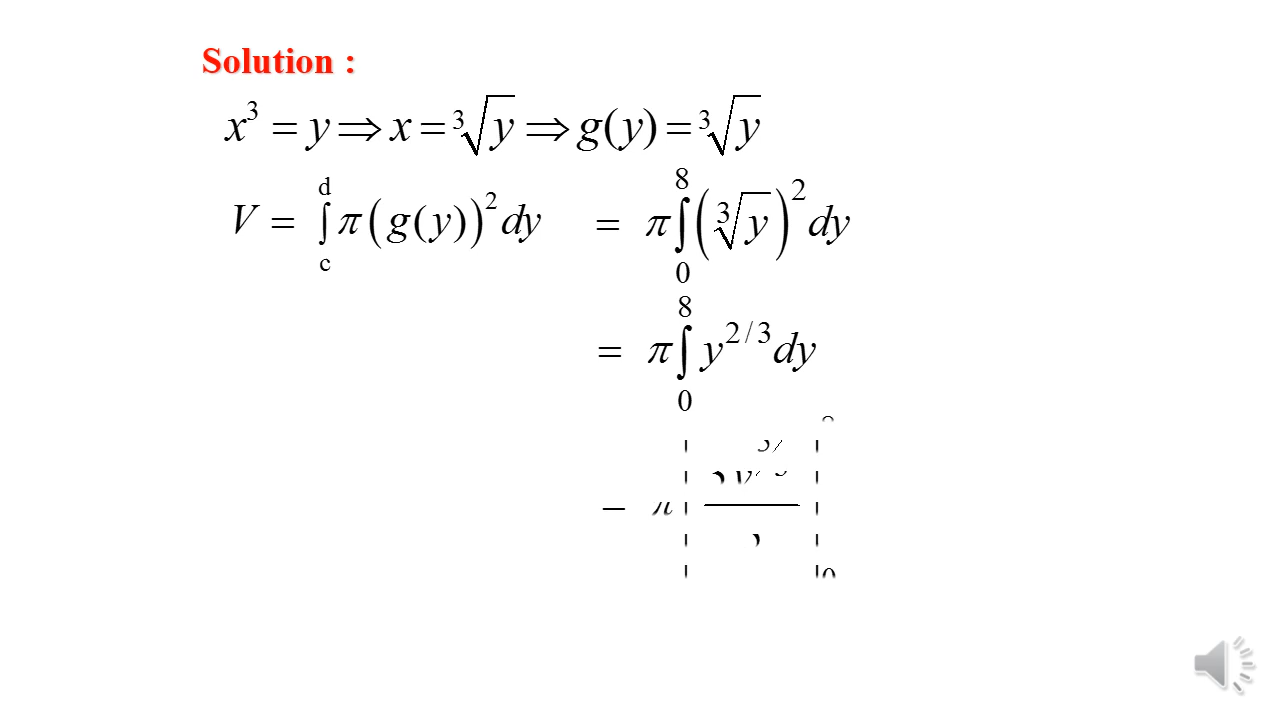 Solution :
x³ = y ⇒ x = ∛y ⇒ g(y) = ∛y
V = ∫_c^d π(g(y))² dy = π∫_0^8 (∛y)² dy
= π∫_0^8 y^{2/3} dy